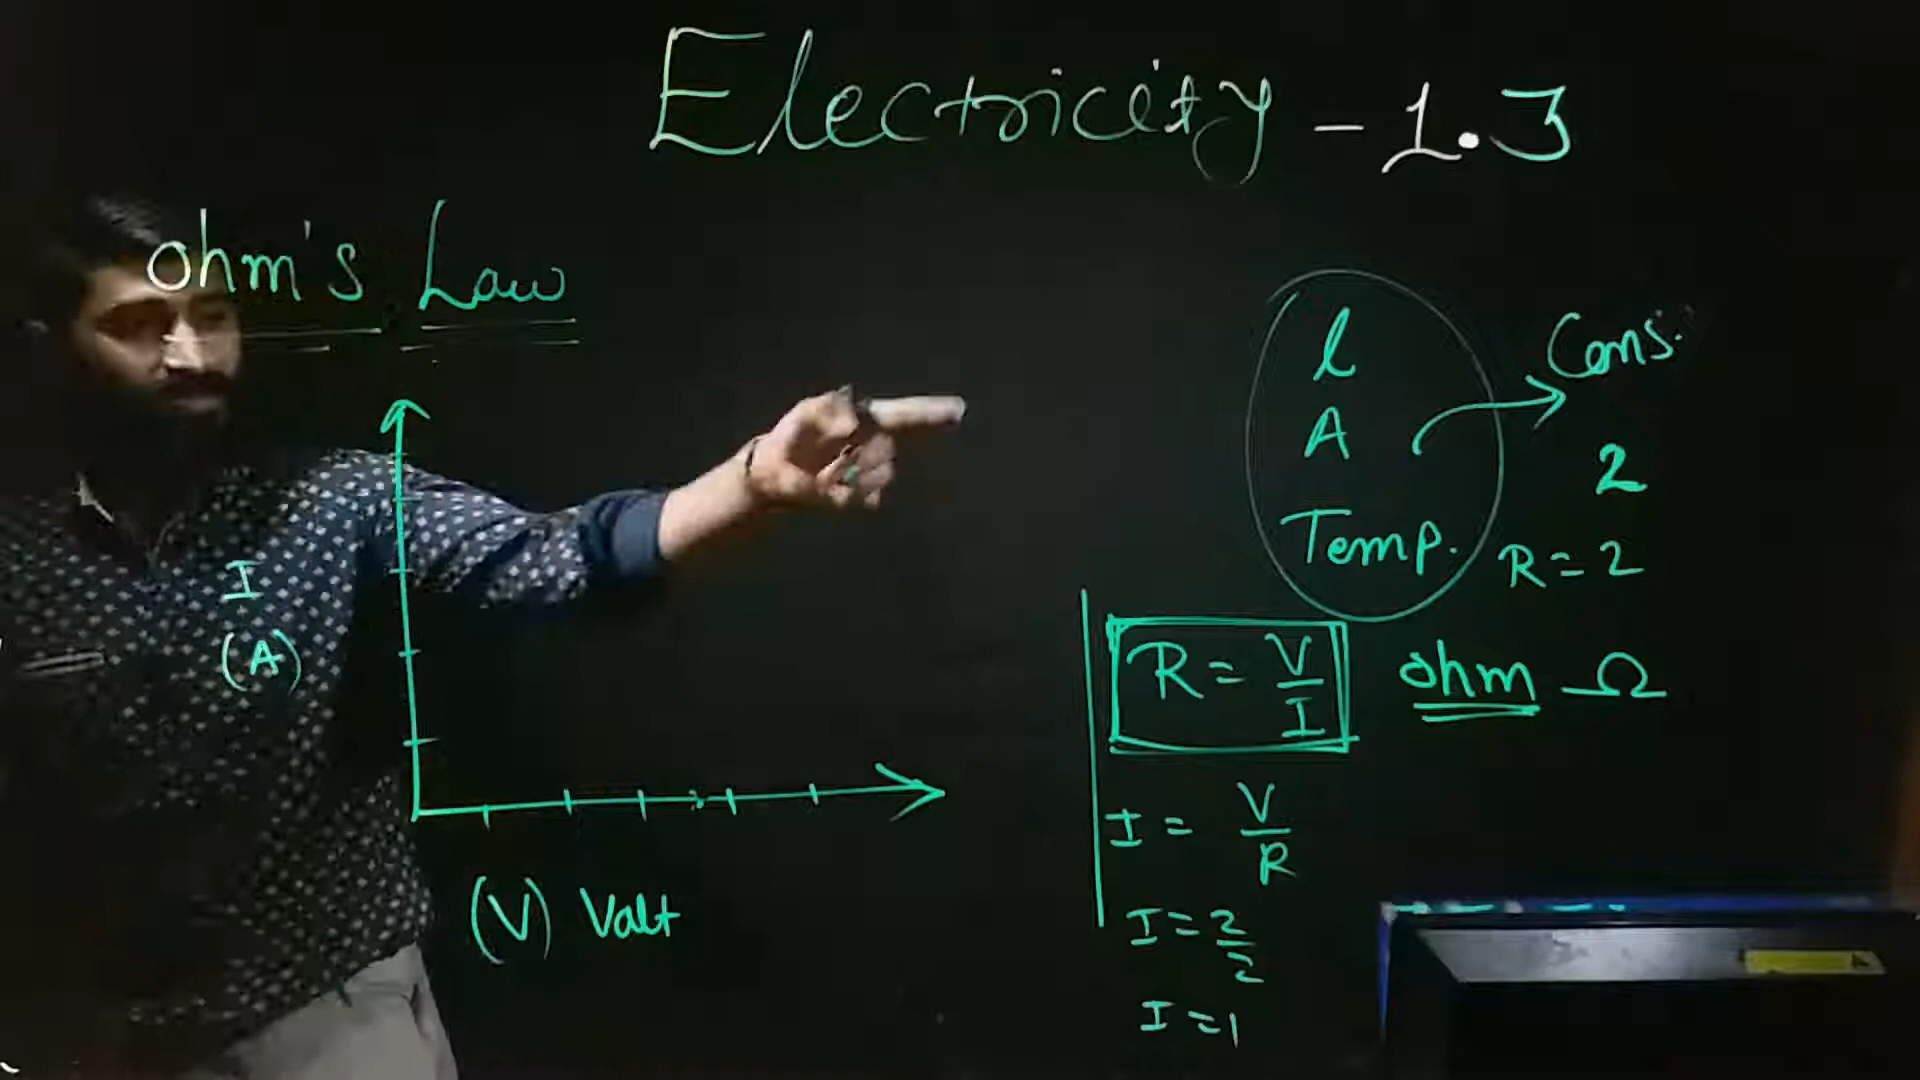 Electricity - 1.3
ohm's Law
I
(A)
(V) Valt
l
A
Temp.
Cons.
2
R = 2
R = V/I
ohm Ω
I = V/R
I = 2/2
I = 1